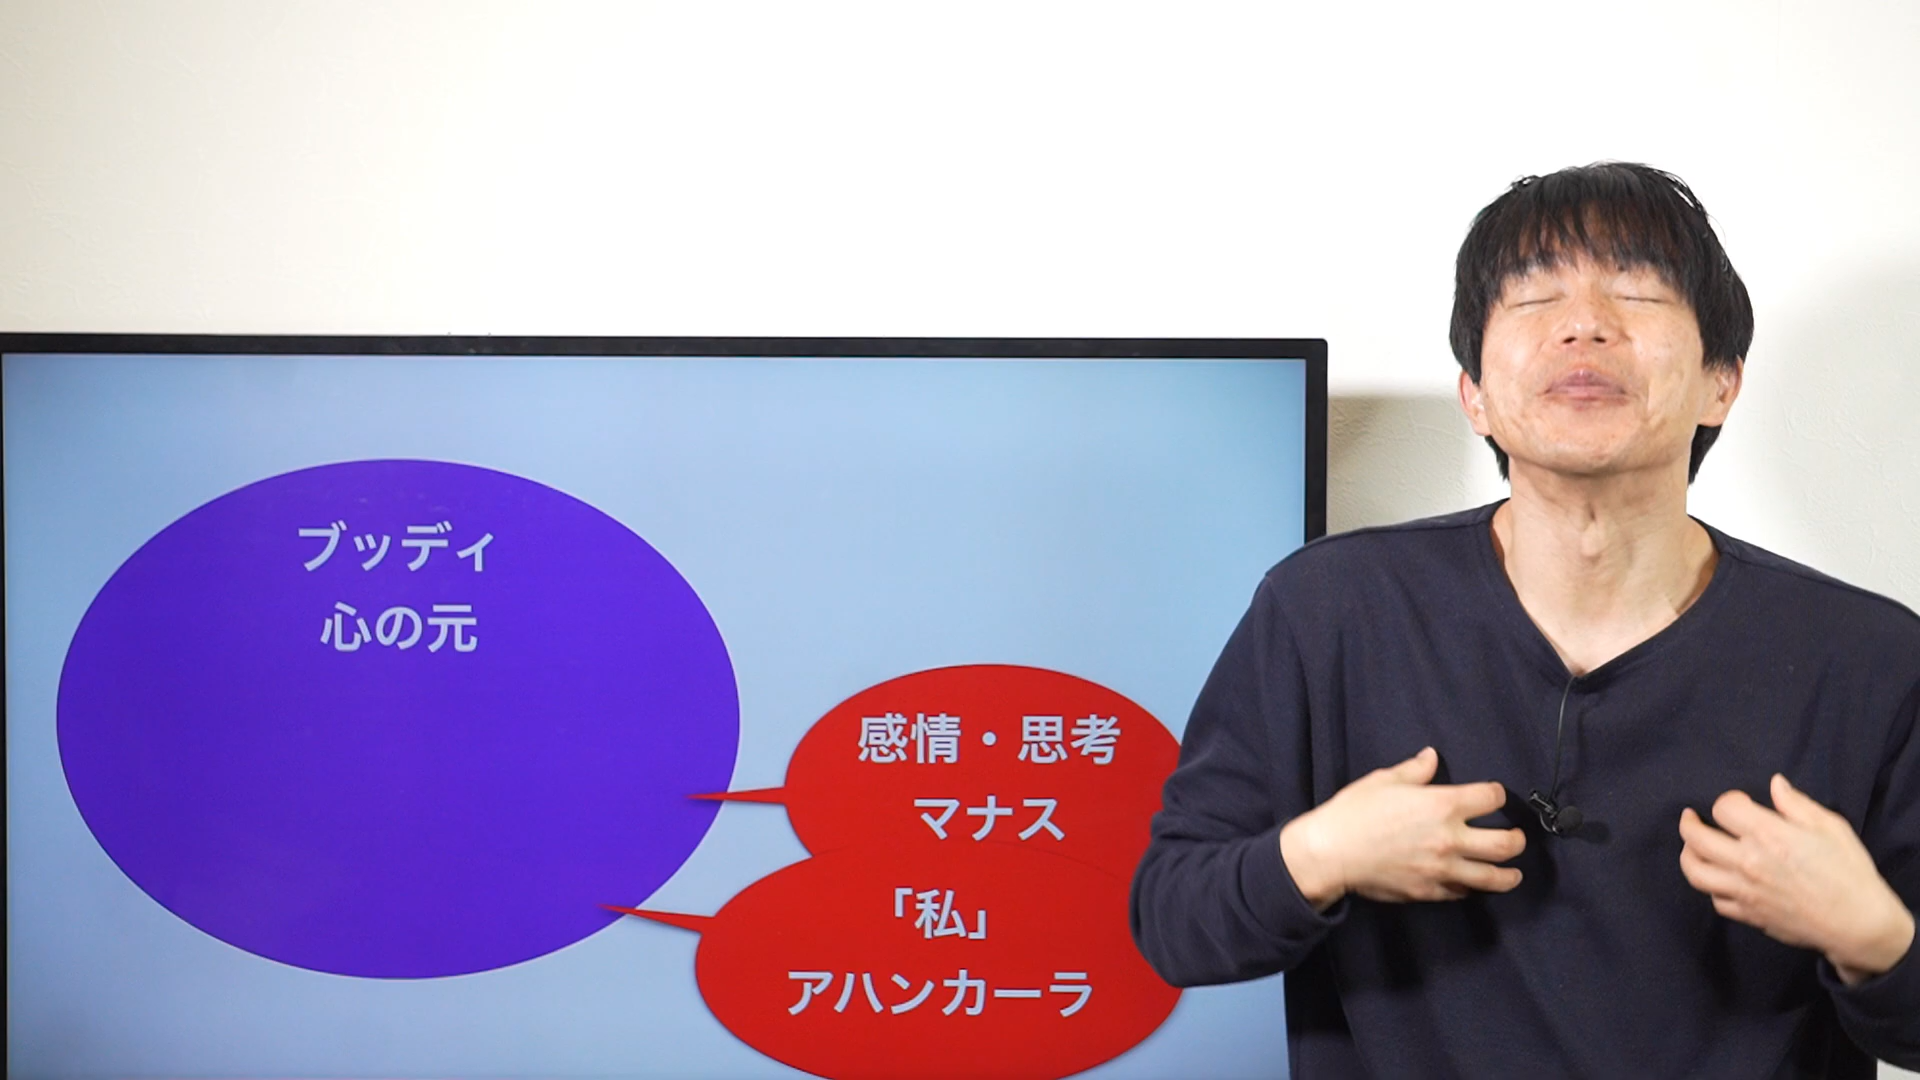 ブッディ
心の元
感情・思考
マナス
「私」
アハンカーラ